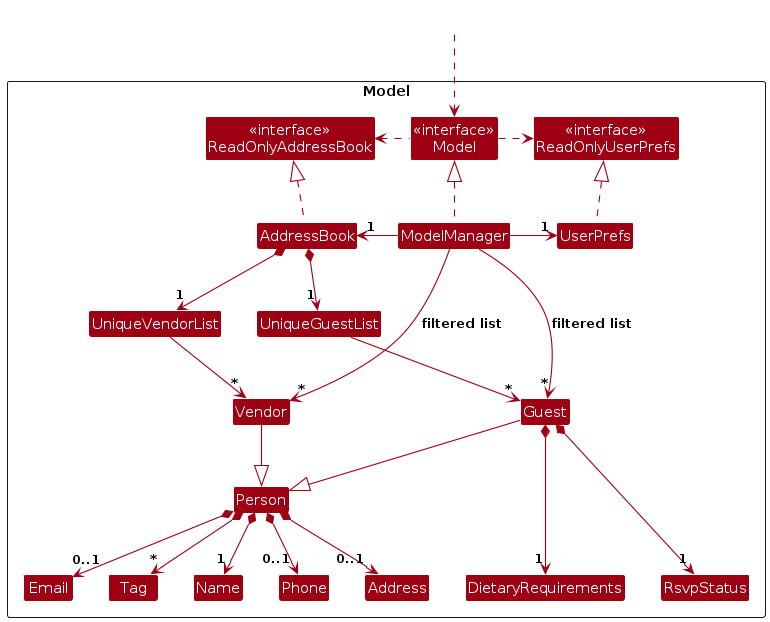 Model
«interface»
ReadOnlyAddressBook
«interface»
Model
«interface»
ReadOnlyUserPrefs
AddressBook
1
ModelManager
1
UserPrefs
1
1
UniqueVendorList
UniqueGuestList
filtered list
filtered list
*
*
*
*
Vendor
Guest
Person
0..1
*
1
0..1
0..1
1
1
Email
Tag
Name
Phone
Address
DietaryRequirements
RsvpStatus